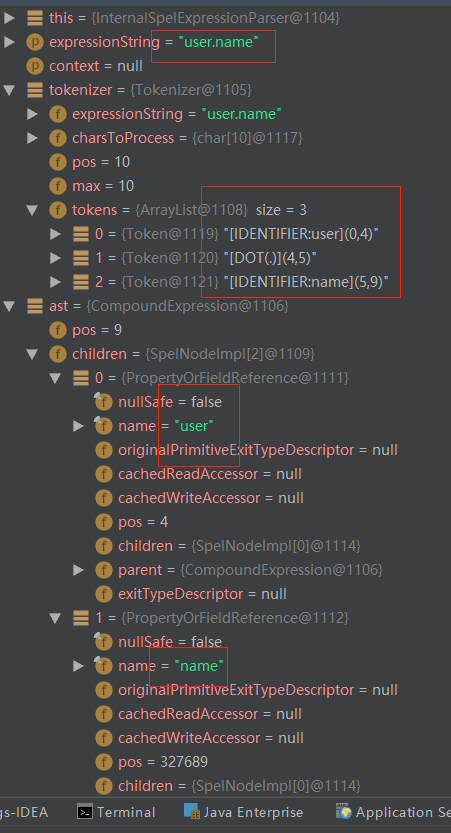 this = {InternalSpelExpressionParser@1104}
p expressionString = "user.name"
p context = null
tokenizer = {Tokenizer@1105}
f expressionString = "user.name"
f charsToProcess = {char[10]@1117}
f pos = 10
f max = 10
f tokens = {ArrayList@1108} size = 3
0 = {Token@1119} "[IDENTIFIER:user](0,4)"
1 = {Token@1120} "[DOT(.)](4,5)"
2 = {Token@1121} "[IDENTIFIER:name](5,9)"
ast = {CompoundExpression@1106}
f pos = 9
f children = {SpelNodeImpl[2]@1109}
0 = {PropertyOrFieldReference@1111}
f nullSafe = false
f name = "user"
f originalPrimitiveExitTypeDescriptor = null
f cachedReadAccessor = null
f cachedWriteAccessor = null
f pos = 4
f children = {SpelNodeImpl[0]@1114}
f parent = {CompoundExpression@1106}
f exitTypeDescriptor = null
1 = {PropertyOrFieldReference@1112}
f nullSafe = false
f name = "name"
f originalPrimitiveExitTypeDescriptor = null
f cachedReadAccessor = null
f cachedWriteAccessor = null
f pos = 327689
f children = {SpelNodeImpl[0]@1114}
gs-IDEA Terminal Java Enterprise Application Se